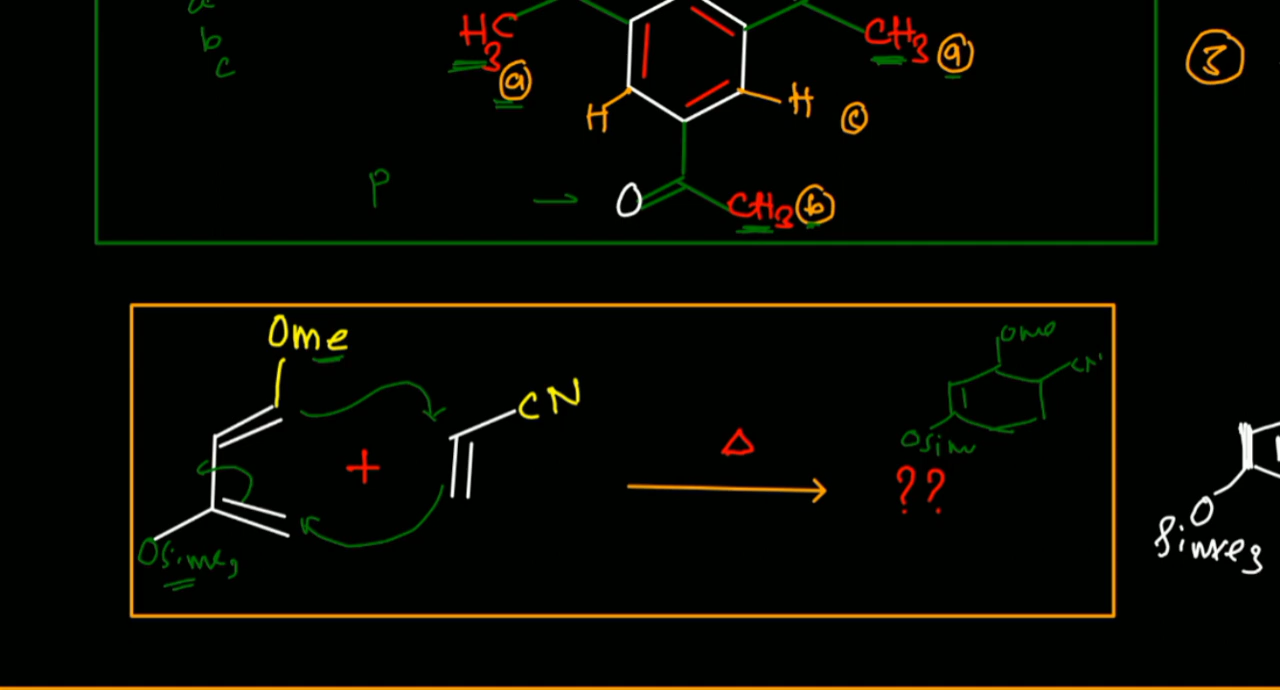 a
b
c
H3C
a
CH3 a
3
H
H c
P
O
CH3 b
OMe
CN
+
OSiMe3
Δ
??
OMe
CN
OSiMe
O
SiMe3